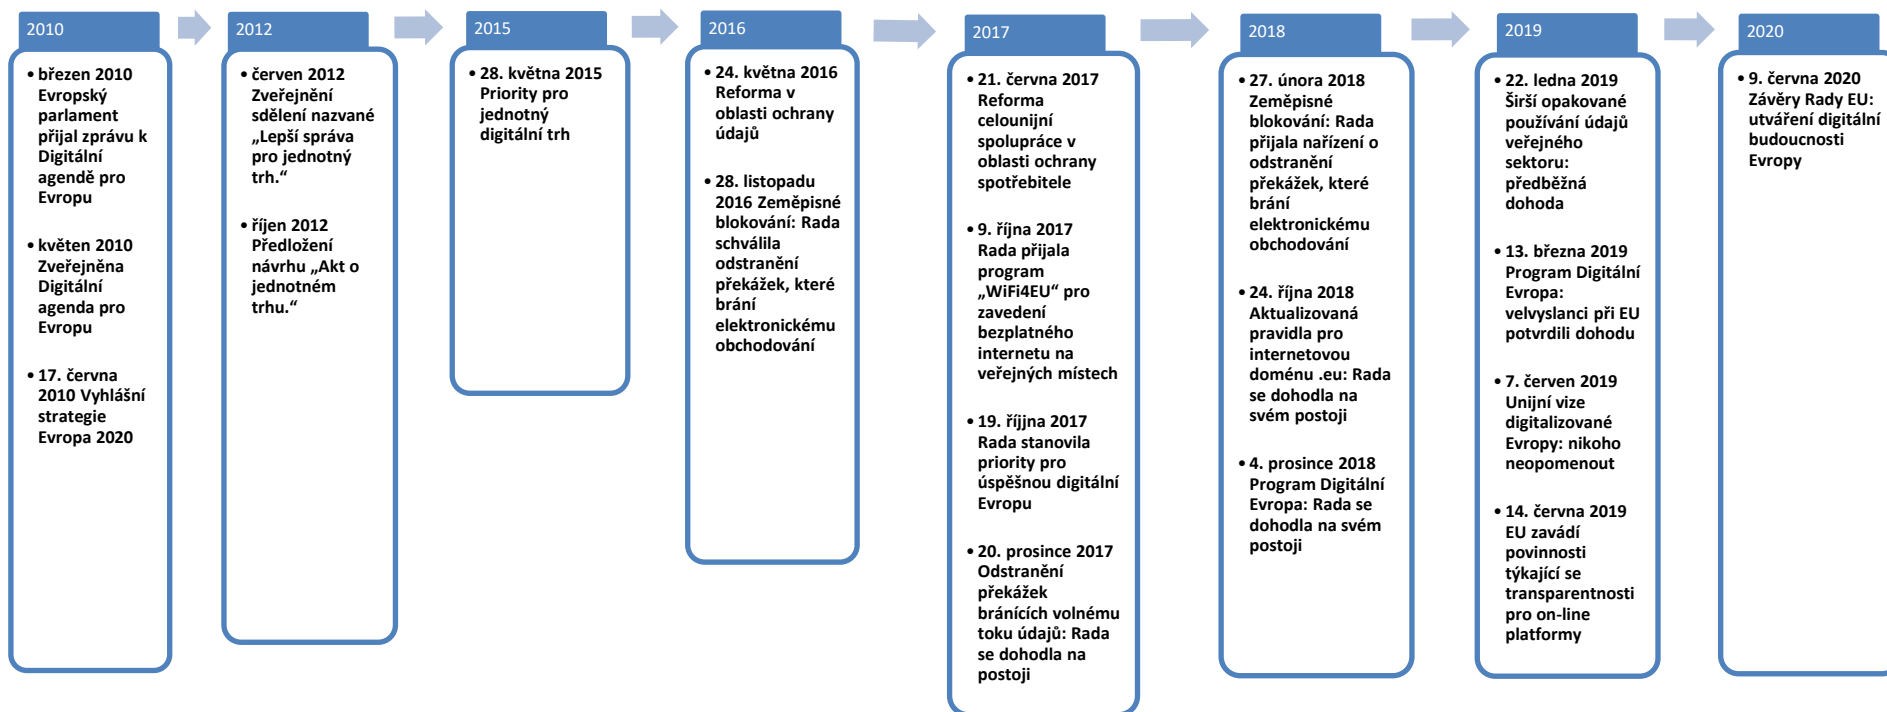 2010
• březen 2010
Evropský
parlament
přijal zprávu k
Digitální
agendě pro
Evropu
• květen 2010
Zveřejněna
Digitální
agenda pro
Evropu
• 17. června
2010 Vyhlášní
strategie
Evropa 2020
2012
• červen 2012
Zveřejnění
sdělení nazvané
„Lepší správa
pro jednotný
trh.“
• říjen 2012
Předložení
návrhu „Akt o
jednotném
trhu.“
2015
• 28. května 2015
Priority pro
jednotný
digitální trh
2016
• 24. května 2016
Reforma v
oblasti ochrany
údajů
• 28. listopadu
2016 Zeměpisné
blokování: Rada
schválila
odstranění
překážek, které
brání
elektronickému
obchodování
2017
• 21. června 2017
Reforma
celounijní
spolupráce v
oblasti ochrany
spotřebitele
• 9. října 2017
Rada přijala
program
„WiFi4EU“ pro
zavedení
bezplatného
internetu na
veřejných místech
• 19. říjjna 2017
Rada stanovila
priority pro
úspěšnou digitální
Evropu
• 20. prosince 2017
Odstranění
překážek
bránících volnému
toku údajů: Rada
se dohodla na
postoji
2018
• 27. února 2018
Zeměpisné
blokování: Rada
přijala nařízení o
odstranění
překážek, které
brání
elektronickému
obchodování
• 24. října 2018
Aktualizovaná
pravidla pro
internetovou
doménu .eu: Rada
se dohodla na
svém postoji
• 4. prosince 2018
Program Digitální
Evropa: Rada se
dohodla na svém
postoji
2019
• 22. ledna 2019
Širší opakované
používání údajů
veřejného
sektoru:
předběžná
dohoda
• 13. března 2019
Program Digitální
Evropa:
velvyslanci při EU
potvrdili dohodu
• 7. červen 2019
Unijní vize
digitalizované
Evropy: nikoho
neopomenout
• 14. června 2019
EU zavádí
povinnosti
týkající se
transparentnosti
pro on-line
platformy
2020
• 9. června 2020
Závěry Rady EU:
utváření digitální
budoucnosti
Evropy